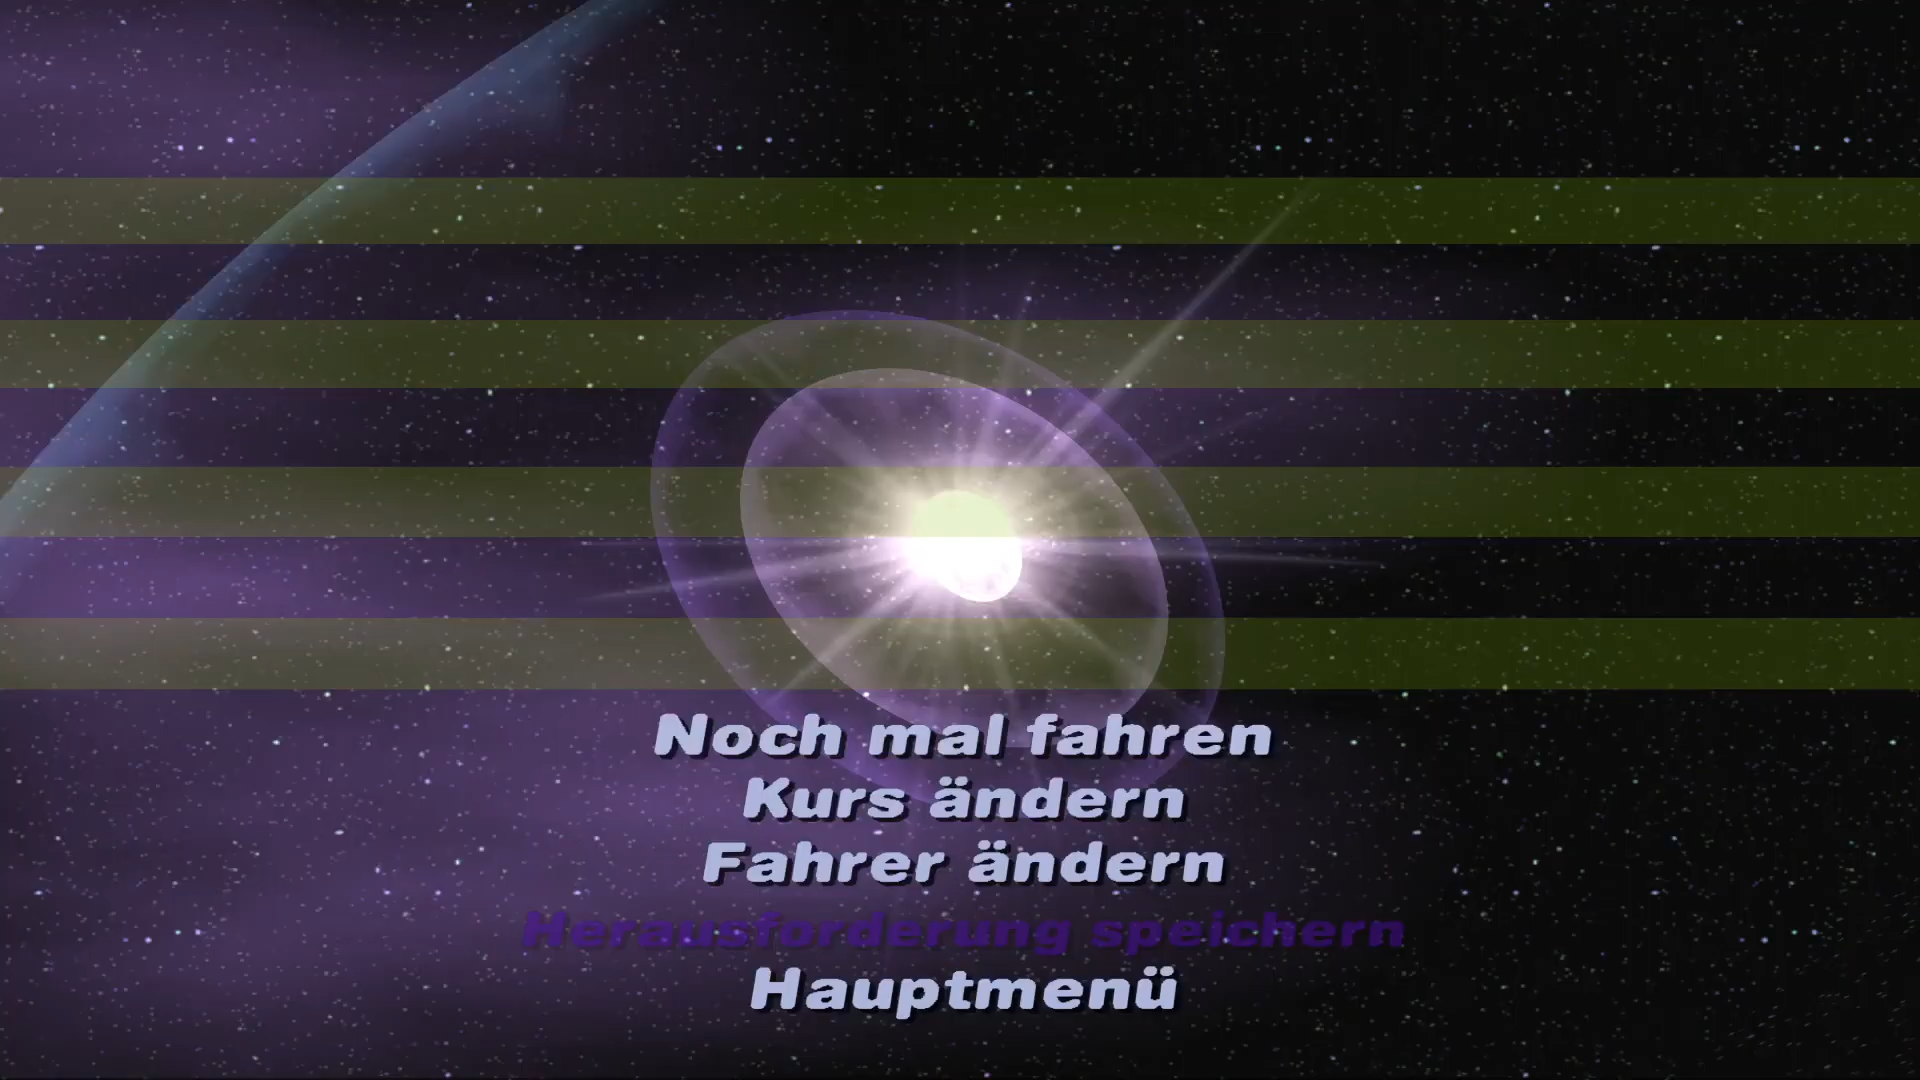 Noch mal fahren
Kurs ändern
Fahrer ändern
Herausforderung speichern
Hauptmenü